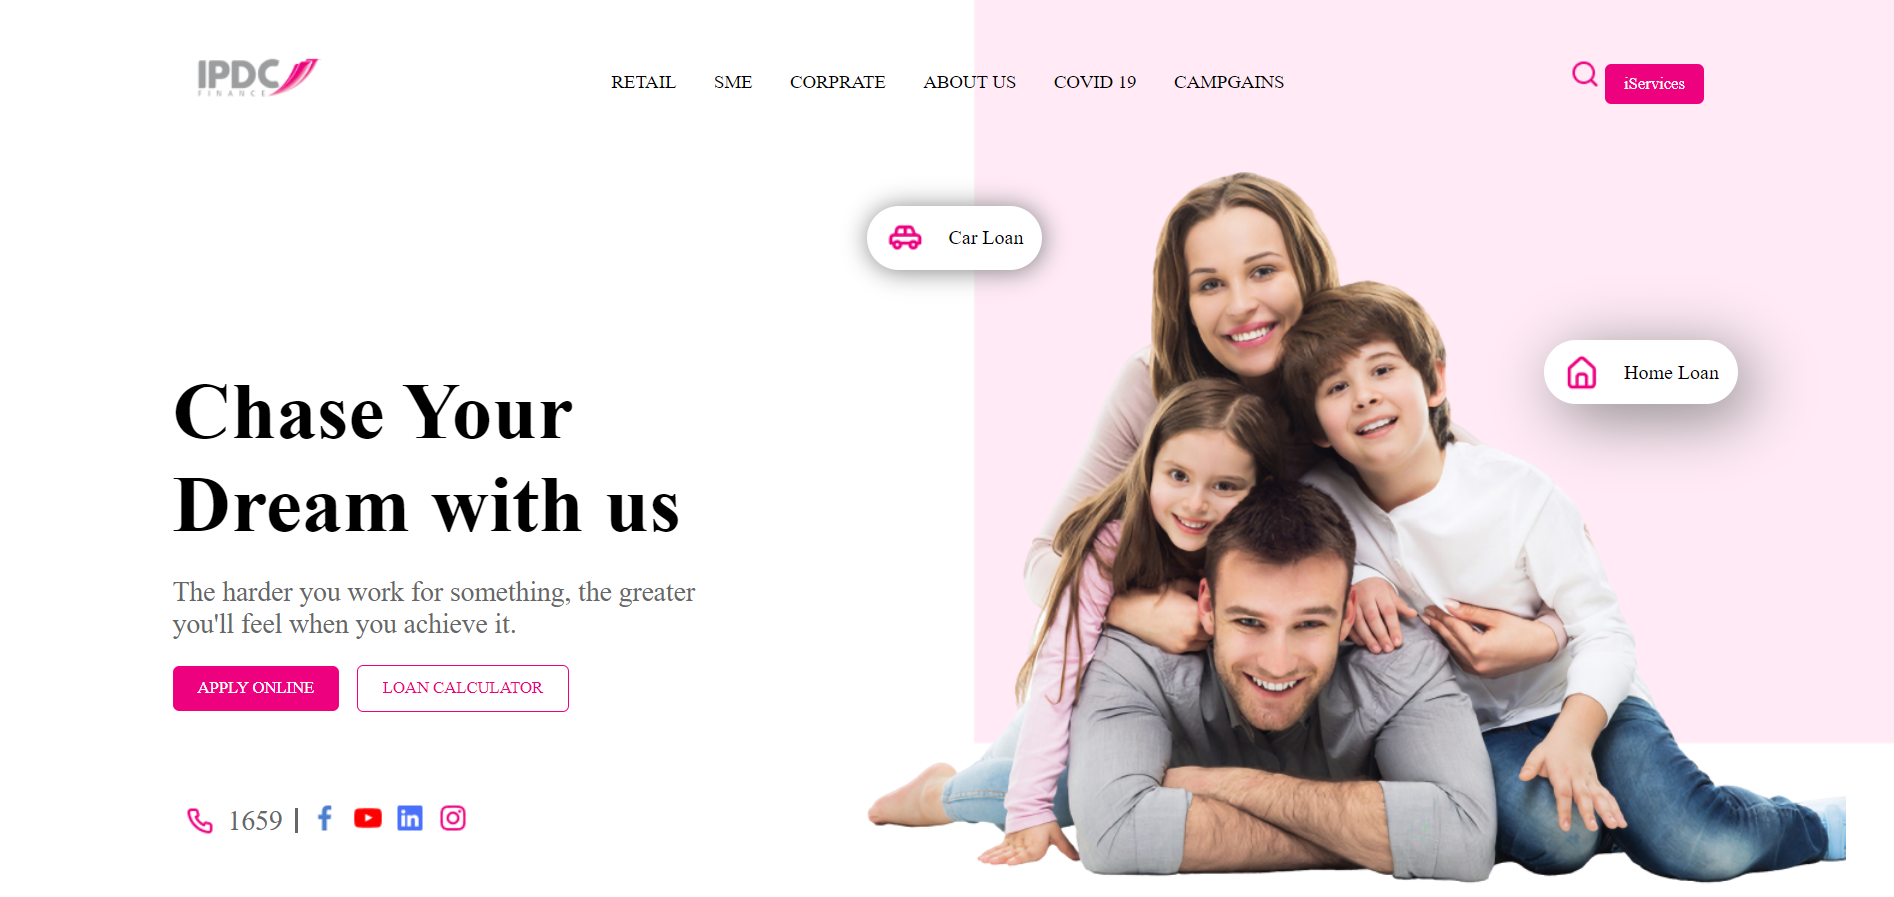 IPDC
FINANCE
RETAIL SME CORPRATE ABOUT US COVID 19 CAMPGAINS
iServices
Car Loan
Home Loan
Chase Your
Dream with us
The harder you work for something, the greater
you'll feel when you achieve it.
APPLY ONLINE LOAN CALCULATOR
1659 |